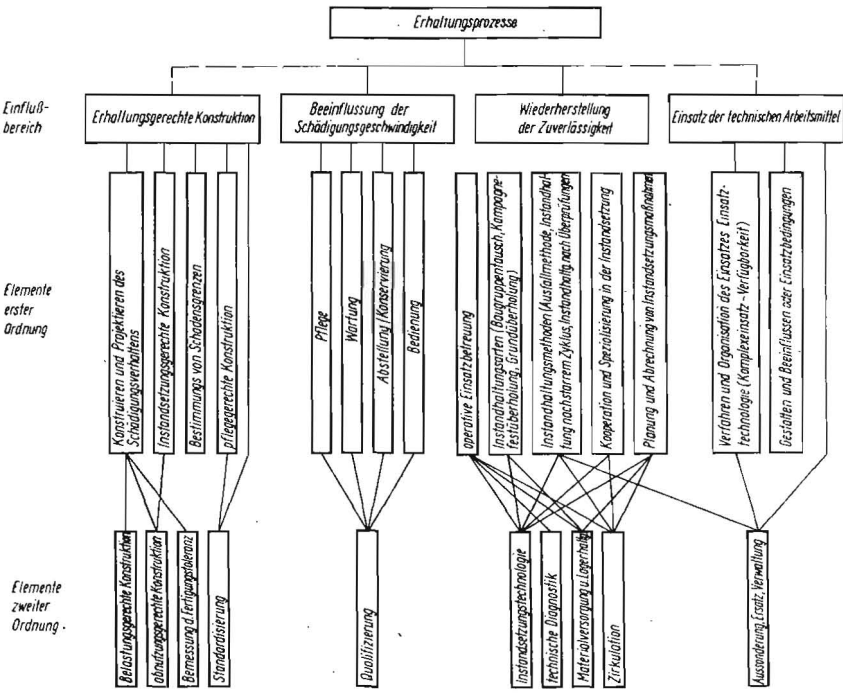 Erhaltungsprozesse
Einfluß-
bereich
Erhaltungsgerechte Konstruktion
Beeinflussung der
Schädigungsgeschwindigkeit
Wiederherstellung
der Zuverlässigkeit
Einsatz der technischen Arbeitsmittel
Elemente
erster
Ordnung
Konstruieren und Projektieren des
Schädigungsverhaltens
Instandsetzungsgerechte Konstruktion
Bestimmungs von Schadensgrenzen
pflegegerechte Konstruktion
Pflege
Wartung
Abstellung (Konservierung
Bedienung
operative Einsatzbetreuung
Instandhaltungsarten (Baugruppentausch, Kampagne-
festüberholung, Grundüberholung)
Instandhaltungsmethoden (Ausfallmethode, Instandhal-
tung nach starrem Zyklus, Instandhaltg. nach Überprüfungen
Kooperation und Spezialisierung in der Instandsetzung
Planung und Abrechnung von Instandsetzungsmaßnahmen
Verfahren und Organisation des Einsatzes Einsatz-
technologie (Komplexeinsatz-Verfügbarkeit)
Gestalten und Beeinflussen oder Einsatzbedingungen
Elemente
zweiter
Ordnung.
Belastungsgerechte Konstruktion
abnutzungsgerechte Konstruktion
Bemessung d. Fertigungstoleranz
Standardisierung
Qualifizierung
Instandsetzungstechnologie
technische Diagnostik
Materialversorgung u. Lagerhaltg.
Zirkulation
Aussonderung, Ersatz, Verwaltung